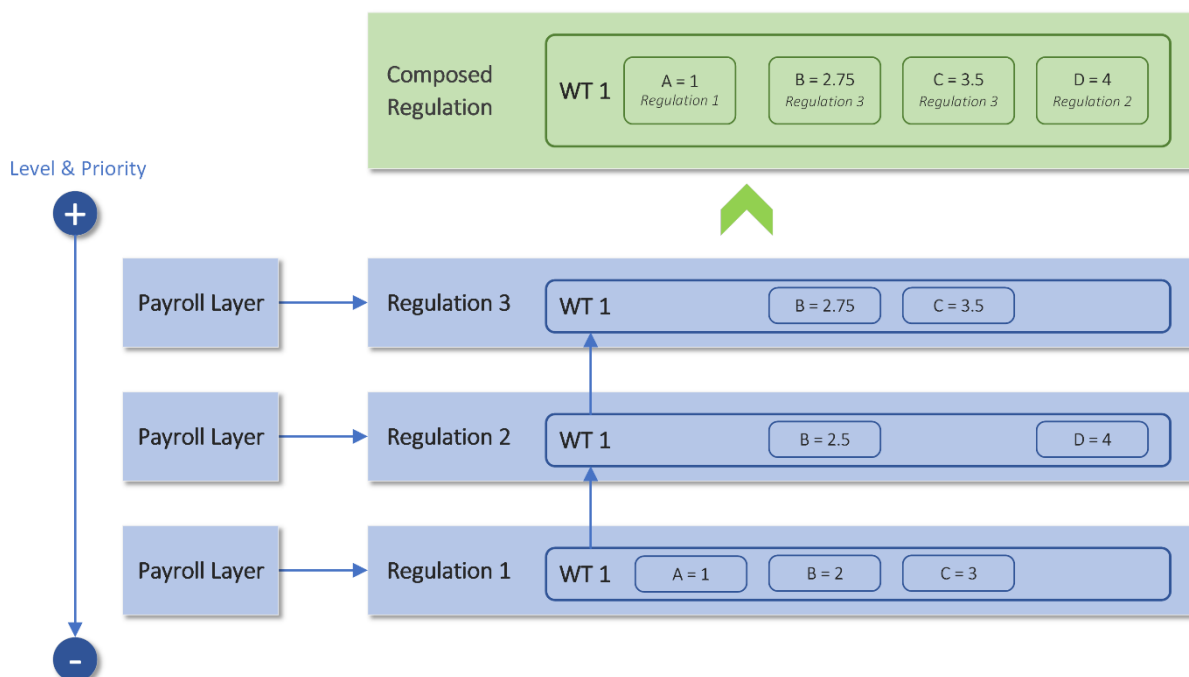 Composed
Regulation
WT 1
A = 1
Regulation 1
B = 2.75
Regulation 3
C = 3.5
Regulation 3
D = 4
Regulation 2
Level & Priority
+
Payroll Layer
Regulation 3
WT 1
B = 2.75
C = 3.5
Payroll Layer
Regulation 2
WT 1
B = 2.5
D = 4
Payroll Layer
Regulation 1
WT 1
A = 1
B = 2
C = 3
-